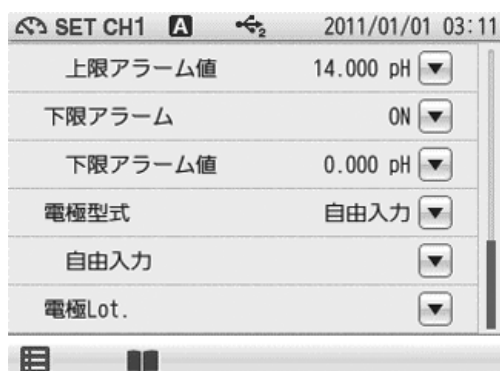 SET CH1 A 2 2011/01/01 03:11
上限アラーム値 14.000 pH
下限アラーム ON
下限アラーム値 0.000 pH
電極型式 自由入力
自由入力
電極Lot.